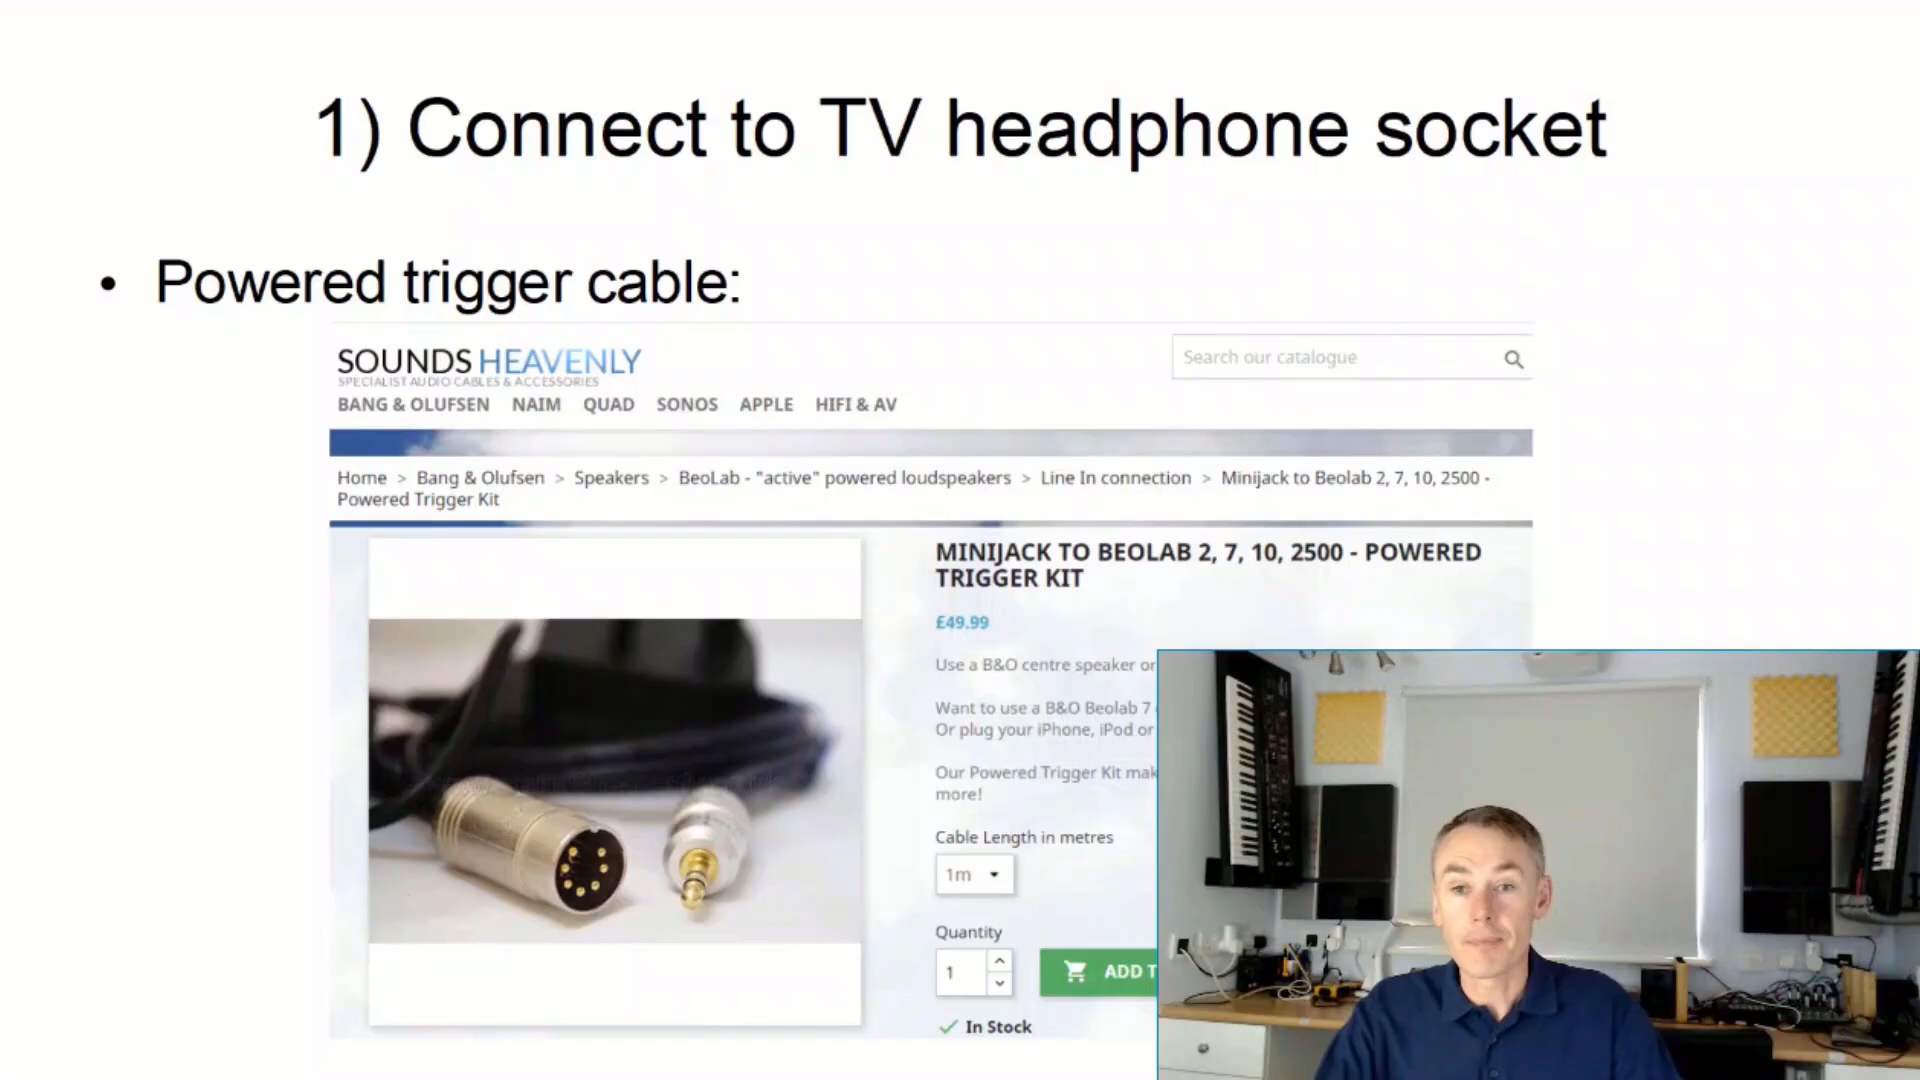 1) Connect to TV headphone socket
• Powered trigger cable:
SOUNDS HEAVENLY
SPECIALIST AUDIO CABLES & ACCESSORIES
Search our catalogue
BANG & OLUFSEN NAIM QUAD SONOS APPLE HIFI & AV
Home > Bang & Olufsen > Speakers > BeoLab - "active" powered loudspeakers > Line In connection > Minijack to Beolab 2, 7, 10, 2500 -
Powered Trigger Kit
MINIJACK TO BEOLAB 2, 7, 10, 2500 - POWERED
TRIGGER KIT
£49.99
Use a B&O centre speaker or
Want to use a B&O Beolab 7
Or plug your iPhone, iPod or
Our Powered Trigger Kit mak
more!
Cable Length in metres
1m
Quantity
1
ADD T
In Stock